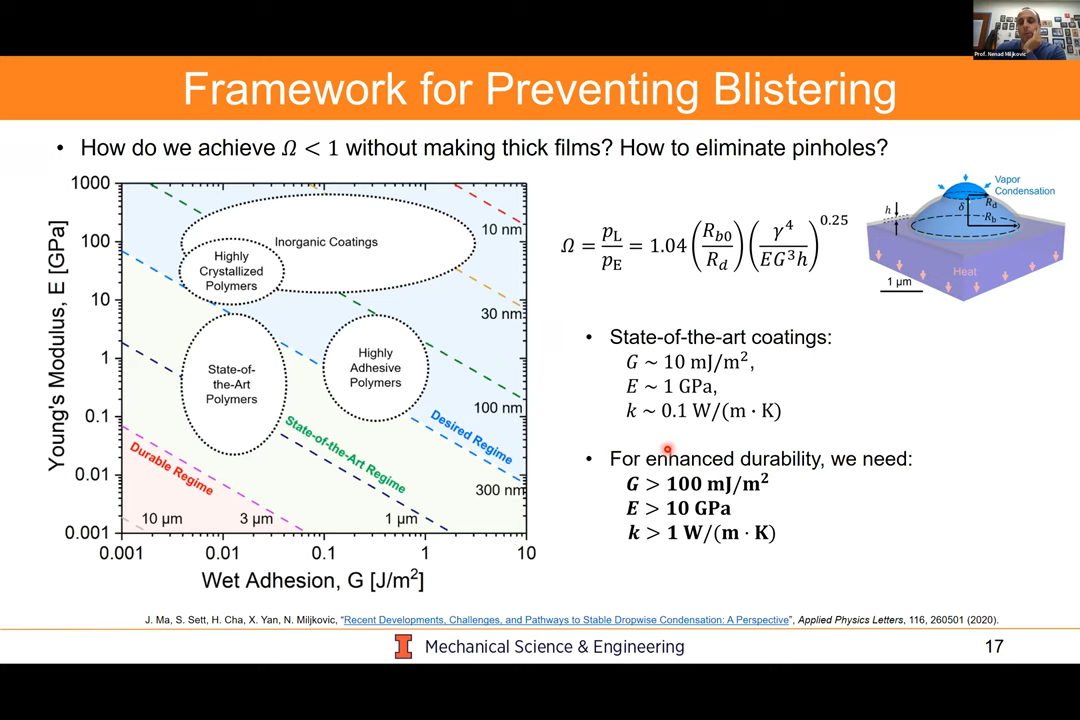 Prof. Nenad Miljkovic
Framework for Preventing Blistering
• How do we achieve Ω < 1 without making thick films? How to eliminate pinholes?
Young's Modulus, E [GPa]
1000
100
10
1
0.1
0.01
0.001
0.001
0.01
0.1
1
10
Wet Adhesion, G [J/m²]
Inorganic Coatings
Highly
Crystallized
Polymers
State-of-
the-Art
Polymers
Highly
Adhesive
Polymers
Durable Regime
State-of-the-Art Regime
Desired Regime
10 nm
30 nm
100 nm
300 nm
10 µm
3 µm
1 µm
Ω = p_L/p_E = 1.04 (R_b0/R_d) (γ⁴/EG³h)^0.25
Vapor
Condensation
h
δ
R_d
R_b
Heat
1 µm
• State-of-the-art coatings:
G ~ 10 mJ/m²,
E ~ 1 GPa,
k ~ 0.1 W/(m · K)
• For enhanced durability, we need:
G > 100 mJ/m²
E > 10 GPa
k > 1 W/(m · K)
J. Ma, S. Sett, H. Cha, X. Yan, N. Miljkovic, “Recent Developments, Challenges, and Pathways to Stable Dropwise Condensation: A Perspective”, Applied Physics Letters, 116, 260501 (2020).
I Mechanical Science & Engineering
17